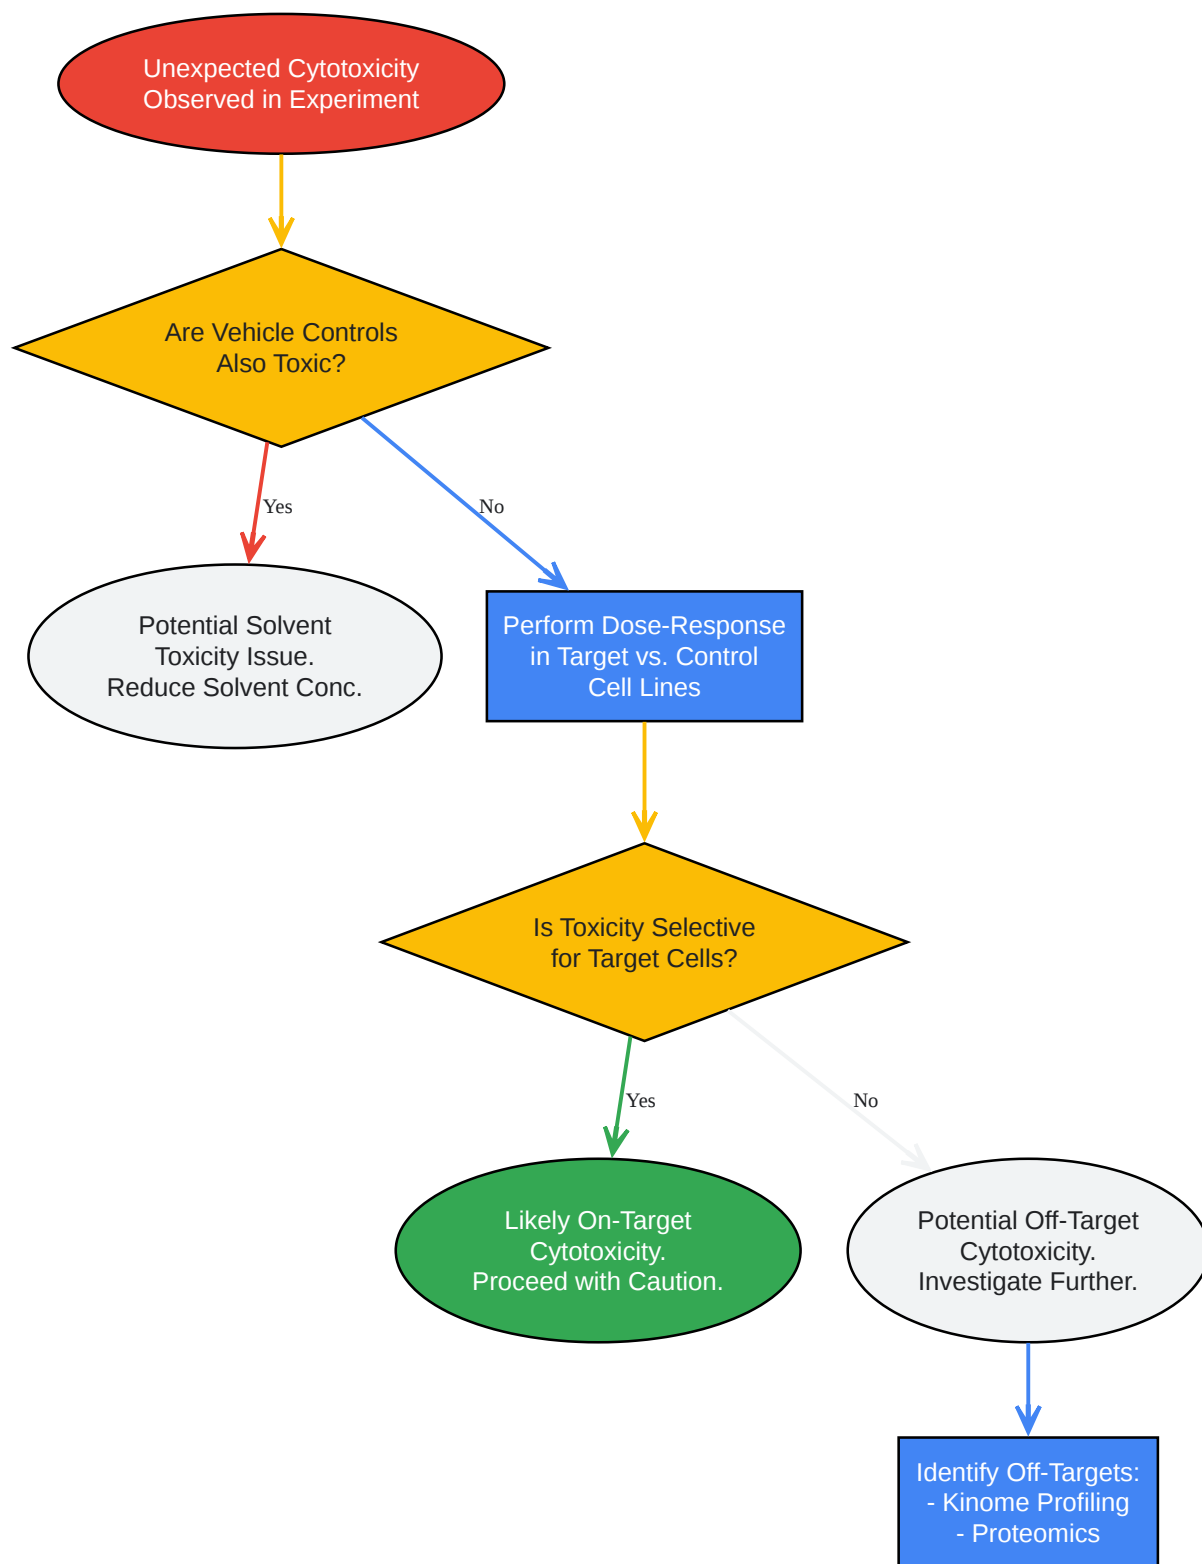 Unexpected Cytotoxicity
Observed in Experiment
Are Vehicle Controls
Also Toxic?
Yes
No
Potential Solvent
Toxicity Issue.
Reduce Solvent Conc.
Perform Dose-Response
in Target vs. Control
Cell Lines
Is Toxicity Selective
for Target Cells?
Yes
No
Likely On-Target
Cytotoxicity.
Proceed with Caution.
Potential Off-Target
Cytotoxicity.
Investigate Further.
Identify Off-Targets:
- Kinome Profiling
- Proteomics